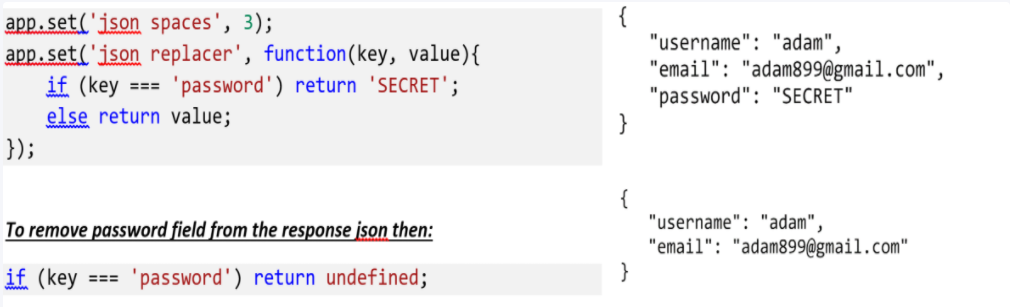 app.set('json spaces', 3);
app.set('json replacer', function(key, value){
    if (key === 'password') return 'SECRET';
    else return value;
});
To remove password field from the response json then:
if (key === 'password') return undefined;
{
   "username": "adam",
   "email": "adam899@gmail.com",
   "password": "SECRET"
}
{
   "username": "adam",
   "email": "adam899@gmail.com"
}